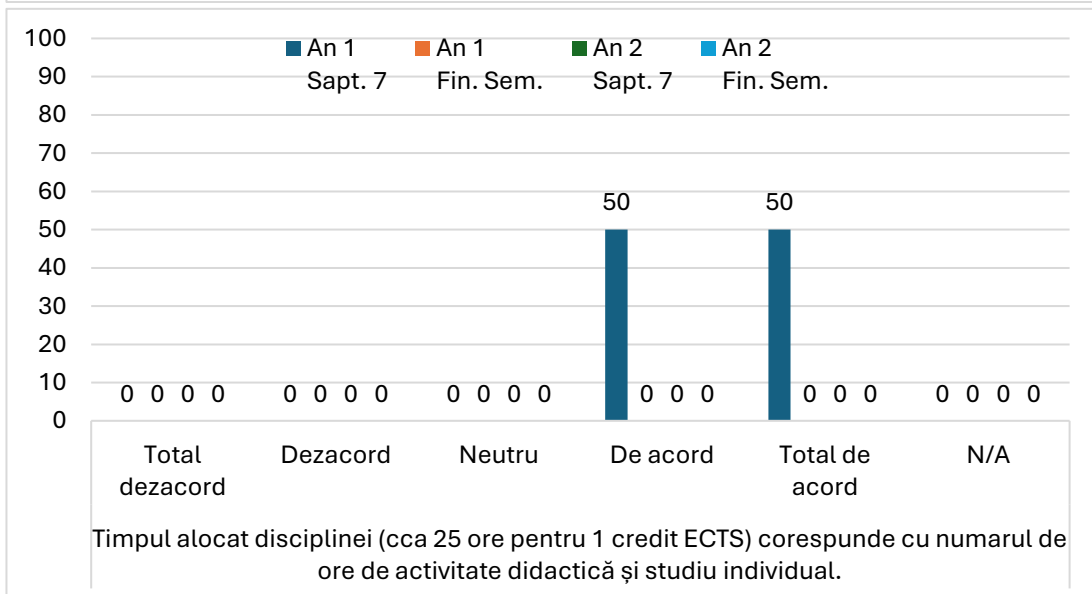 100
90
80
70
60
50
40
30
20
10
0
An 1 Sapt. 7
An 1 Fin. Sem.
An 2 Sapt. 7
An 2 Fin. Sem.
50 50
0 0 0 0 0 0 0 0 0 0 0 0 0 0 0 0 0 0 0 0 0 0
Total dezacord
Dezacord
Neutru
De acord
Total de acord
N/A
Timpul alocat disciplinei (cca 25 ore pentru 1 credit ECTS) corespunde cu numarul de
ore de activitate didactică și studiu individual.